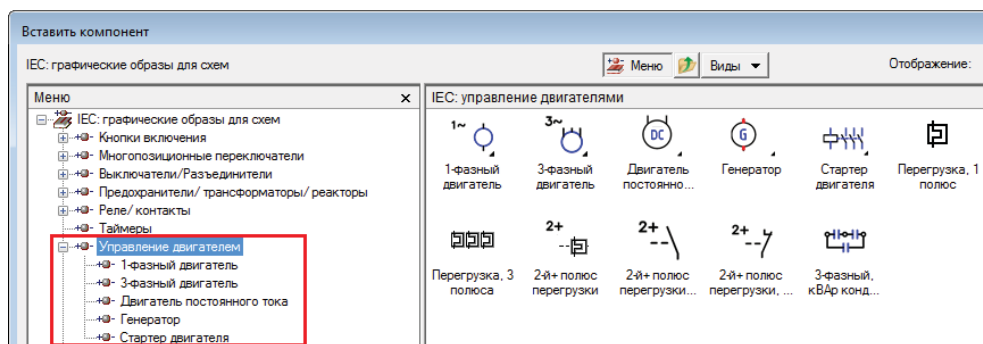 Вставить компонент
IEC: графические образы для схем
Меню
Виды
Отображение:
Меню
IEC: графические образы для схем
Кнопки включения
Многопозиционные переключатели
Выключатели/Разъединители
Предохранители/ трансформаторы/ реакторы
Реле/ контакты
Таймеры
Управление двигателем
1-фазный двигатель
3-фазный двигатель
Двигатель постоянного тока
Генератор
Стартер двигателя
IEC: управление двигателями
1~
3~
DC
G
1-фазный
двигатель
3-фазный
двигатель
Двигатель
постоянно...
Генератор
Стартер
двигателя
Перегрузка, 1
полюс
2+
2+
2+
Перегрузка, 3
полюса
2-й+ полюс
перегрузки
2-й+ полюс
перегрузки...
2-й+ полюс
перегрузки, ...
3-фазный,
кВАр конд...